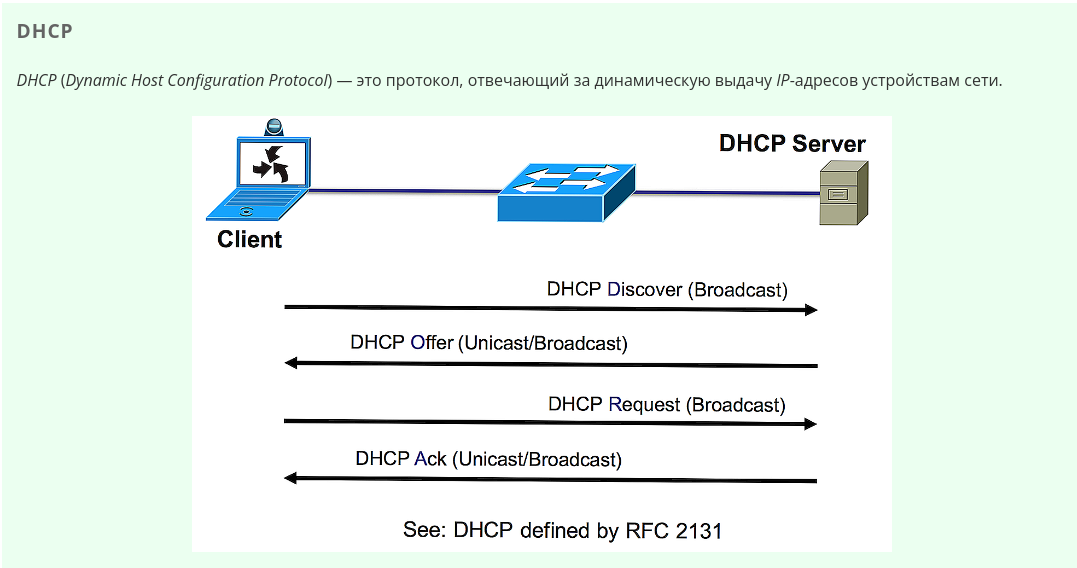 DHCP
DHCP (Dynamic Host Configuration Protocol) — это протокол, отвечающий за динамическую выдачу IP-адресов устройствам сети.
DHCP Server
Client
DHCP Discover (Broadcast)
DHCP Offer (Unicast/Broadcast)
DHCP Request (Broadcast)
DHCP Ack (Unicast/Broadcast)
See: DHCP defined by RFC 2131